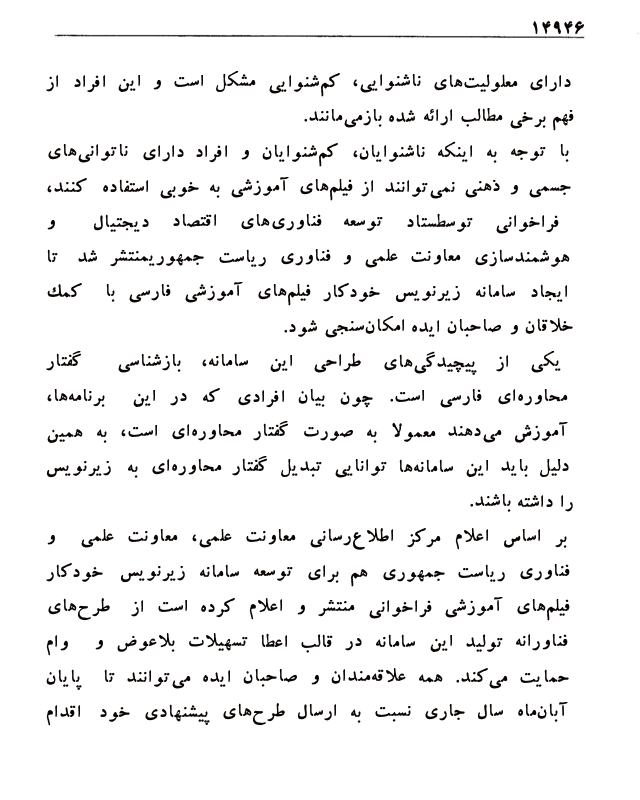 ۱۴۹۴۶
دارای معلولیت‌های ناشنوایی، کم‌شنوایی مشکل است و این افراد از
فهم برخی مطالب ارائه شده بازمی‌مانند.
با توجه به اینکه ناشنوایان، کم‌شنوایان و افراد دارای ناتوانی‌های
جسمی و ذهنی نمی‌توانند از فیلم‌های آموزشی به خوبی استفاده کنند،
فراخوانی توسطستاد توسعه فناوری‌های اقتصاد دیجتیال و
هوشمندسازی معاونت علمی و فناوری ریاست جمهوریمنتشر شد تا
ایجاد سامانه زیرنویس خودکار فیلم‌های آموزشی فارسی با کمك
خلاقان و صاحبان ایده امکان‌سنجی شود.
یکی از پیچیدگی‌های طراحی این سامانه، بازشناسی گفتار
محاوره‌ای فارسی است. چون بیان افرادی که در این برنامه‌ها،
آموزش می‌دهند معمولا به صورت گفتار محاوره‌ای است، به همین
دلیل باید این سامانه‌ها توانایی تبدیل گفتار محاوره‌ای به زیرنویس
را داشته باشند.
بر اساس اعلام مرکز اطلاع‌رسانی معاونت علمی، معاونت علمی و
فناوری ریاست جمهوری هم برای توسعه سامانه زیرنویس خودکار
فیلم‌های آموزشی فراخوانی منتشر و اعلام کرده است از طرح‌های
فناورانه تولید این سامانه در قالب اعطا تسهیلات بلاعوض و وام
حمایت می‌کند. همه علاقه‌مندان و صاحبان ایده می‌توانند تا پایان
آبان‌ماه سال جاری نسبت به ارسال طرح‌های پیشنهادی خود اقدام